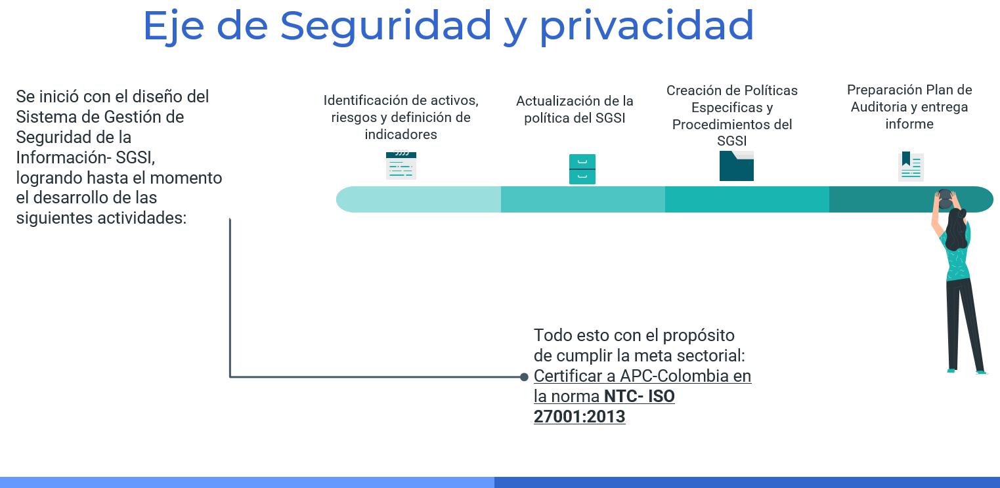 Eje de Seguridad y privacidad
Se inició con el diseño del
Sistema de Gestión de
Seguridad de la
Información- SGSI,
logrando hasta el momento
el desarrollo de las
siguientes actividades:
Identificación de activos,
riesgos y definición de
indicadores
Actualización de la
política del SGSI
Creación de Políticas
Especificas y
Procedimientos del
SGSI
Preparación Plan de
Auditoria y entrega
informe
Todo esto con el propósito
de cumplir la meta sectorial:
Certificar a APC-Colombia en
la norma NTC- ISO
27001:2013